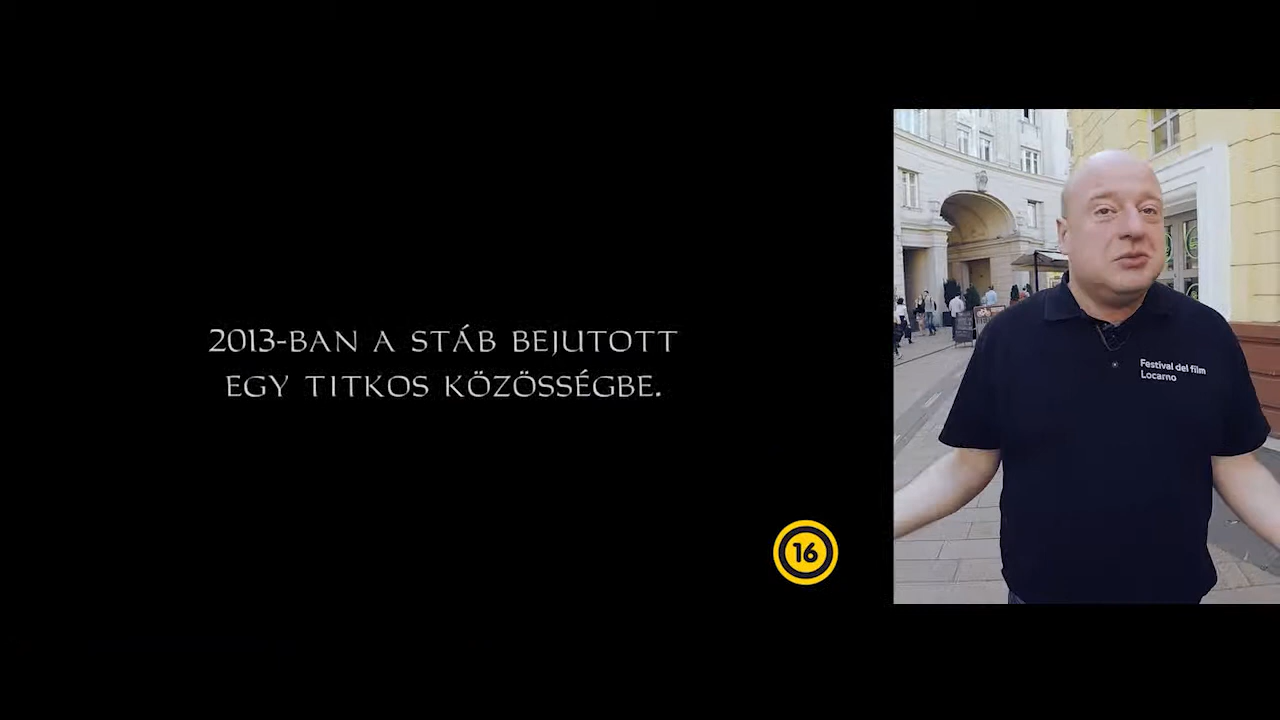 2013-BAN A STÁB BEJUTOTT
EGY TITKOS KÖZÖSSÉGBE.
16
Festival del film
Locarno